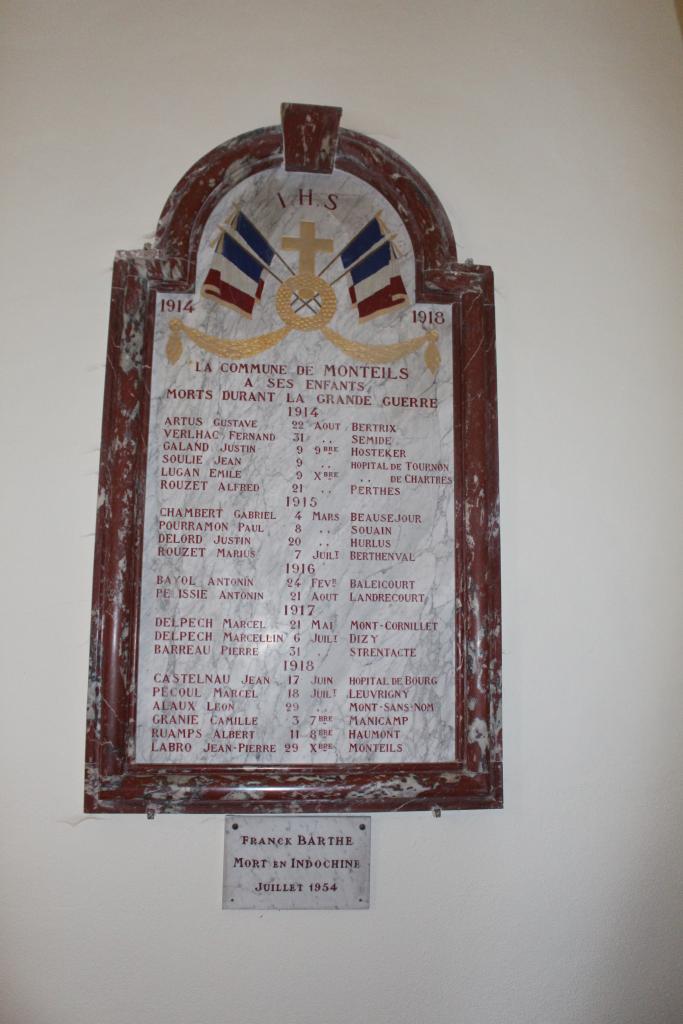 I.H.S
1914
1918
LA COMMUNE DE MONTEILS
A SES ENFANTS
MORTS DURANT LA GRANDE GUERRE
1914
ARTUS GUSTAVE 22 AOUT BERTRIX
VERLHAC FERNAND 31 .. SEMIDE
GALAND JUSTIN 9 9BRE HOSTEKER
SOULIE JEAN 9 .. HOPITAL DE TOURNON
LUGAN EMILE 9 XBRE .. DE CHARTRES
ROUZET ALFRED 21 .. PERTHES
1915
CHAMBERT GABRIEL 4 MARS BEAUSEJOUR
POURRAMON PAUL 8 .. SOUAIN
DELORD JUSTIN 20 .. HURLUS
ROUZET MARIUS 7 JUILT BERTHENVAL
1916
BAYOL ANTONIN 24 FEVR BALEICOURT
PELISSIE ANTONIN 21 AOUT LANDRECOURT
1917
DELPECH MARCEL 21 MAI MONT-CORNILLET
DELPECH MARCELLIN 6 JUILT DIZY
BARREAU PIERRE 31 . STRENTACTE
1918
CASTELNAU JEAN 17 JUIN HOPITAL DE BOURG
PECOUL MARCEL 18 JUILT LEUVRIGNY
ALAUX LEON 29 .. MONT-SANS-NOM
GRANIE CAMILLE 3 7BRE MANICAMP
RUAMPS ALBERT 11 8BRE HAUMONT
LABRO JEAN-PIERRE 29 XBRE MONTEILS
FRANCK BARTHE
MORT EN INDOCHINE
JUILLET 1954